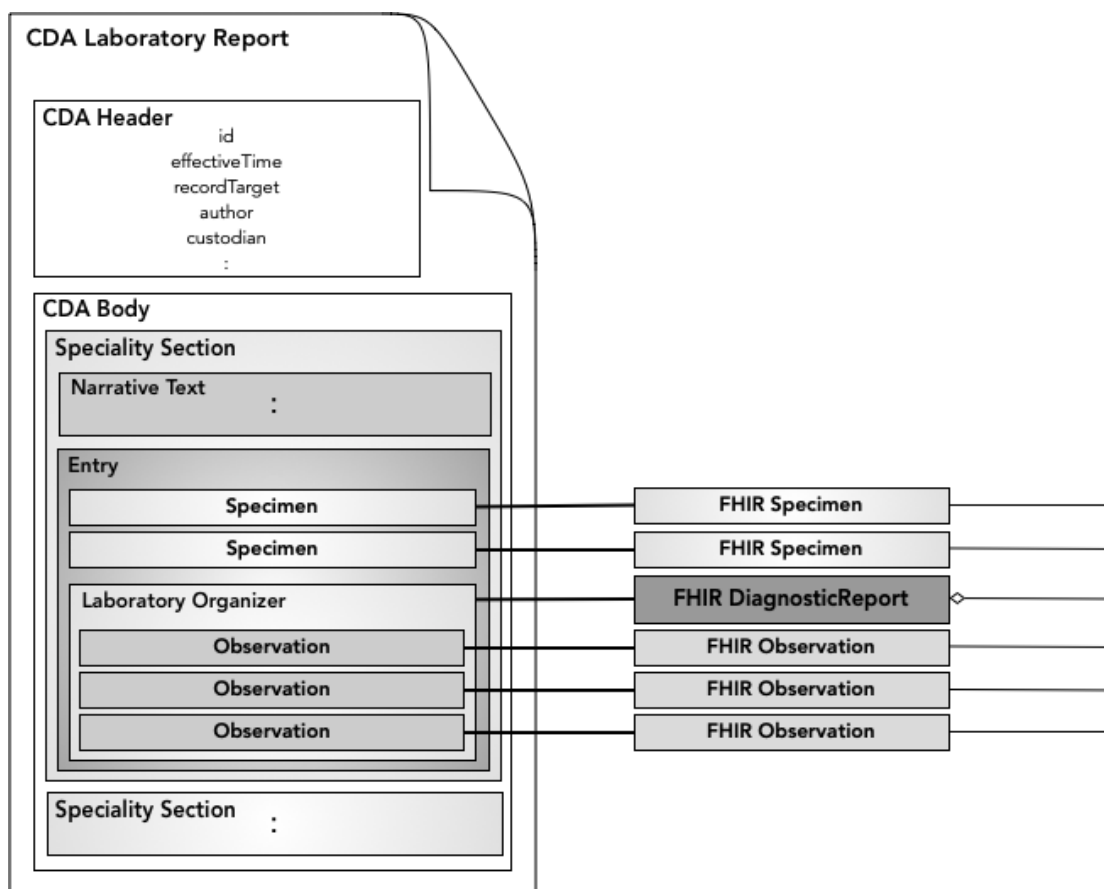 CDA Laboratory Report
CDA Header
id
effectiveTime
recordTarget
author
custodian
:
CDA Body
Speciality Section
Narrative Text
:
Entry
Specimen
FHIR Specimen
Specimen
FHIR Specimen
Laboratory Organizer
FHIR DiagnosticReport
Observation
FHIR Observation
Observation
FHIR Observation
Observation
FHIR Observation
Speciality Section
: